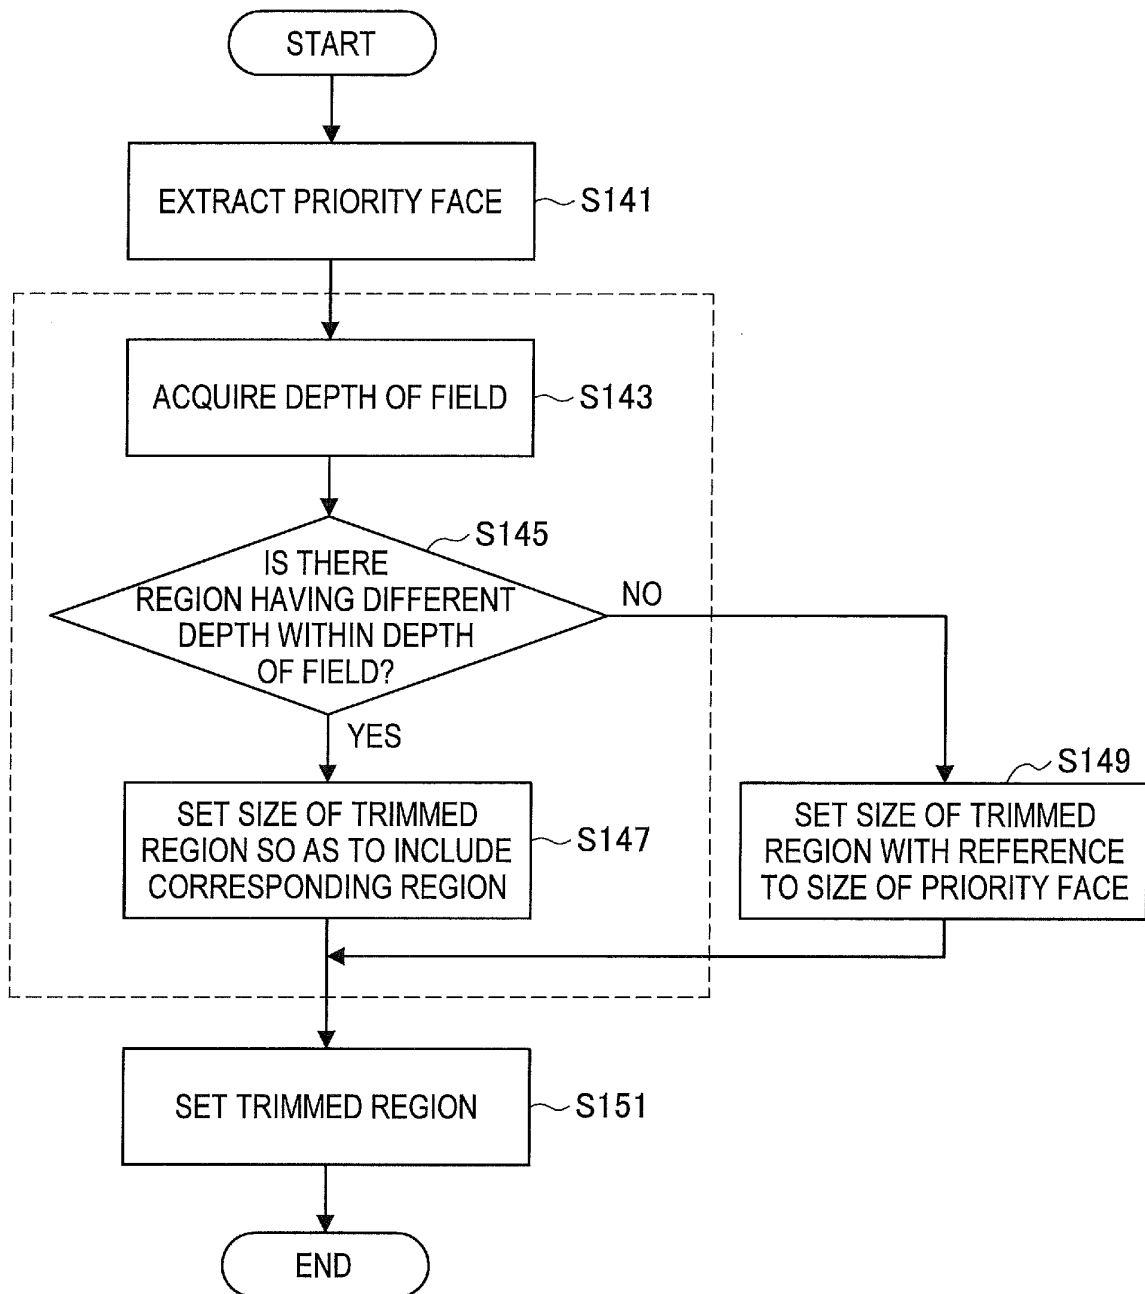 START
EXTRACT PRIORITY FACE
S141
ACQUIRE DEPTH OF FIELD
S143
S145
IS THERE
REGION HAVING DIFFERENT
DEPTH WITHIN DEPTH
OF FIELD?
NO
YES
SET SIZE OF TRIMMED
REGION SO AS TO INCLUDE
CORRESPONDING REGION
S147
S149
SET SIZE OF TRIMMED
REGION WITH REFERENCE
TO SIZE OF PRIORITY FACE
SET TRIMMED REGION
S151
END